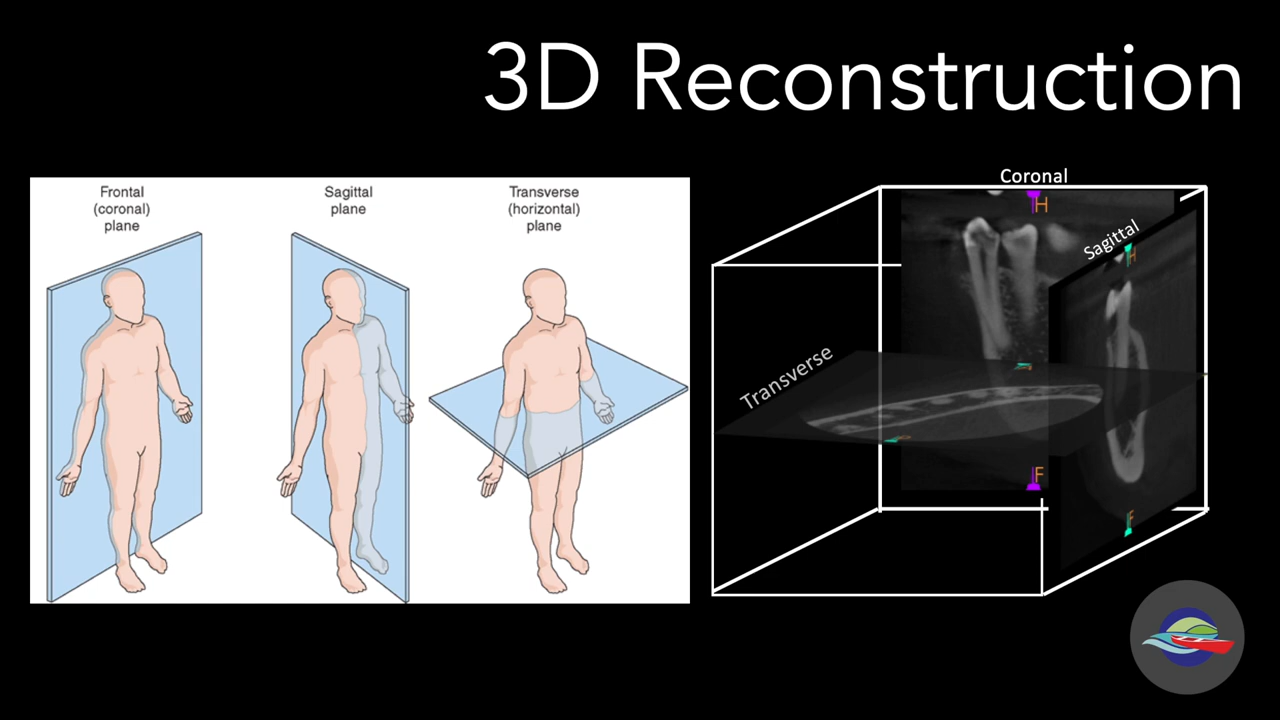 3D Reconstruction
Frontal
(coronal)
plane
Sagittal
plane
Transverse
(horizontal)
plane
Coronal
H
Sagittal
H
Transverse
F
F